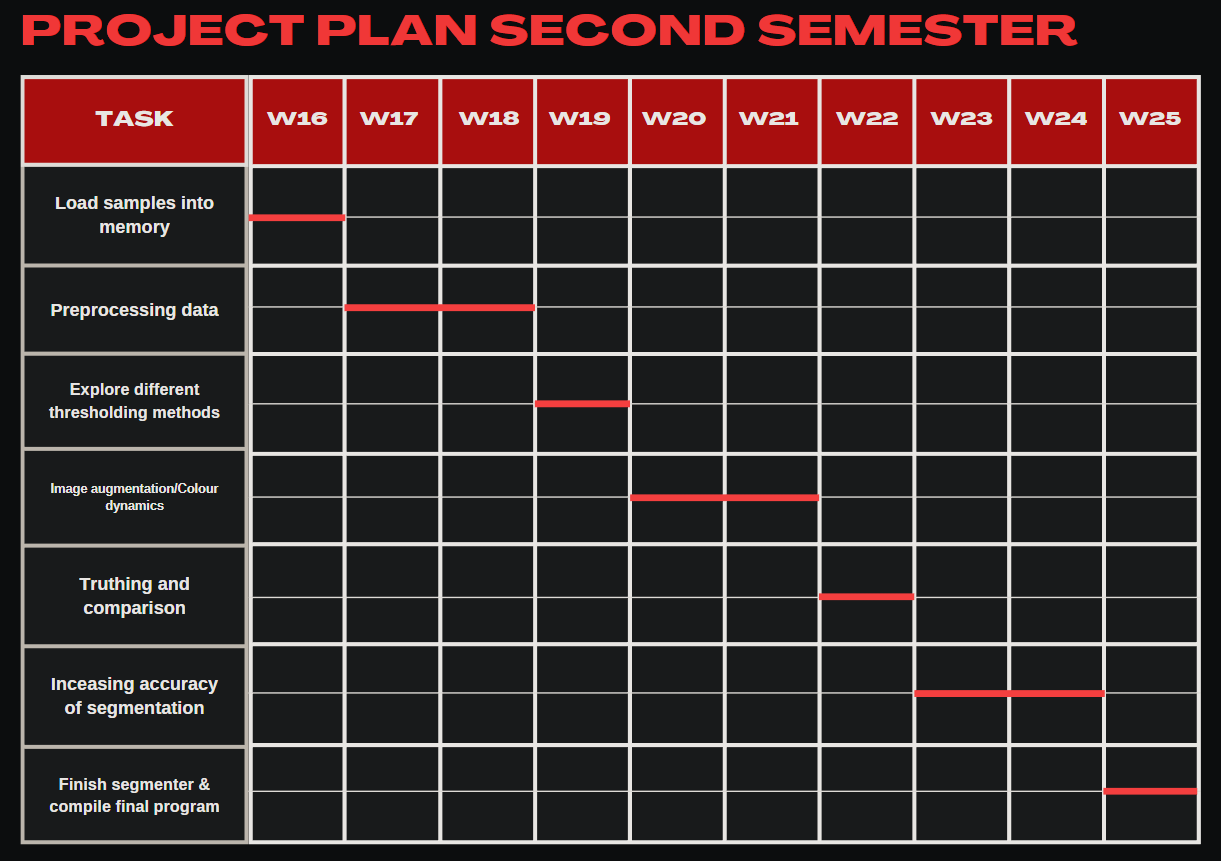 PROJECT PLAN SECOND SEMESTER
TASK W16 W17 W18 W19 W20 W21 W22 W23 W24 W25
Load samples into
memory
Preprocessing data
Explore different
thresholding methods
Image augmentation/Colour
dynamics
Truthing and
comparison
Inceasing accuracy
of segmentation
Finish segmenter &
compile final program